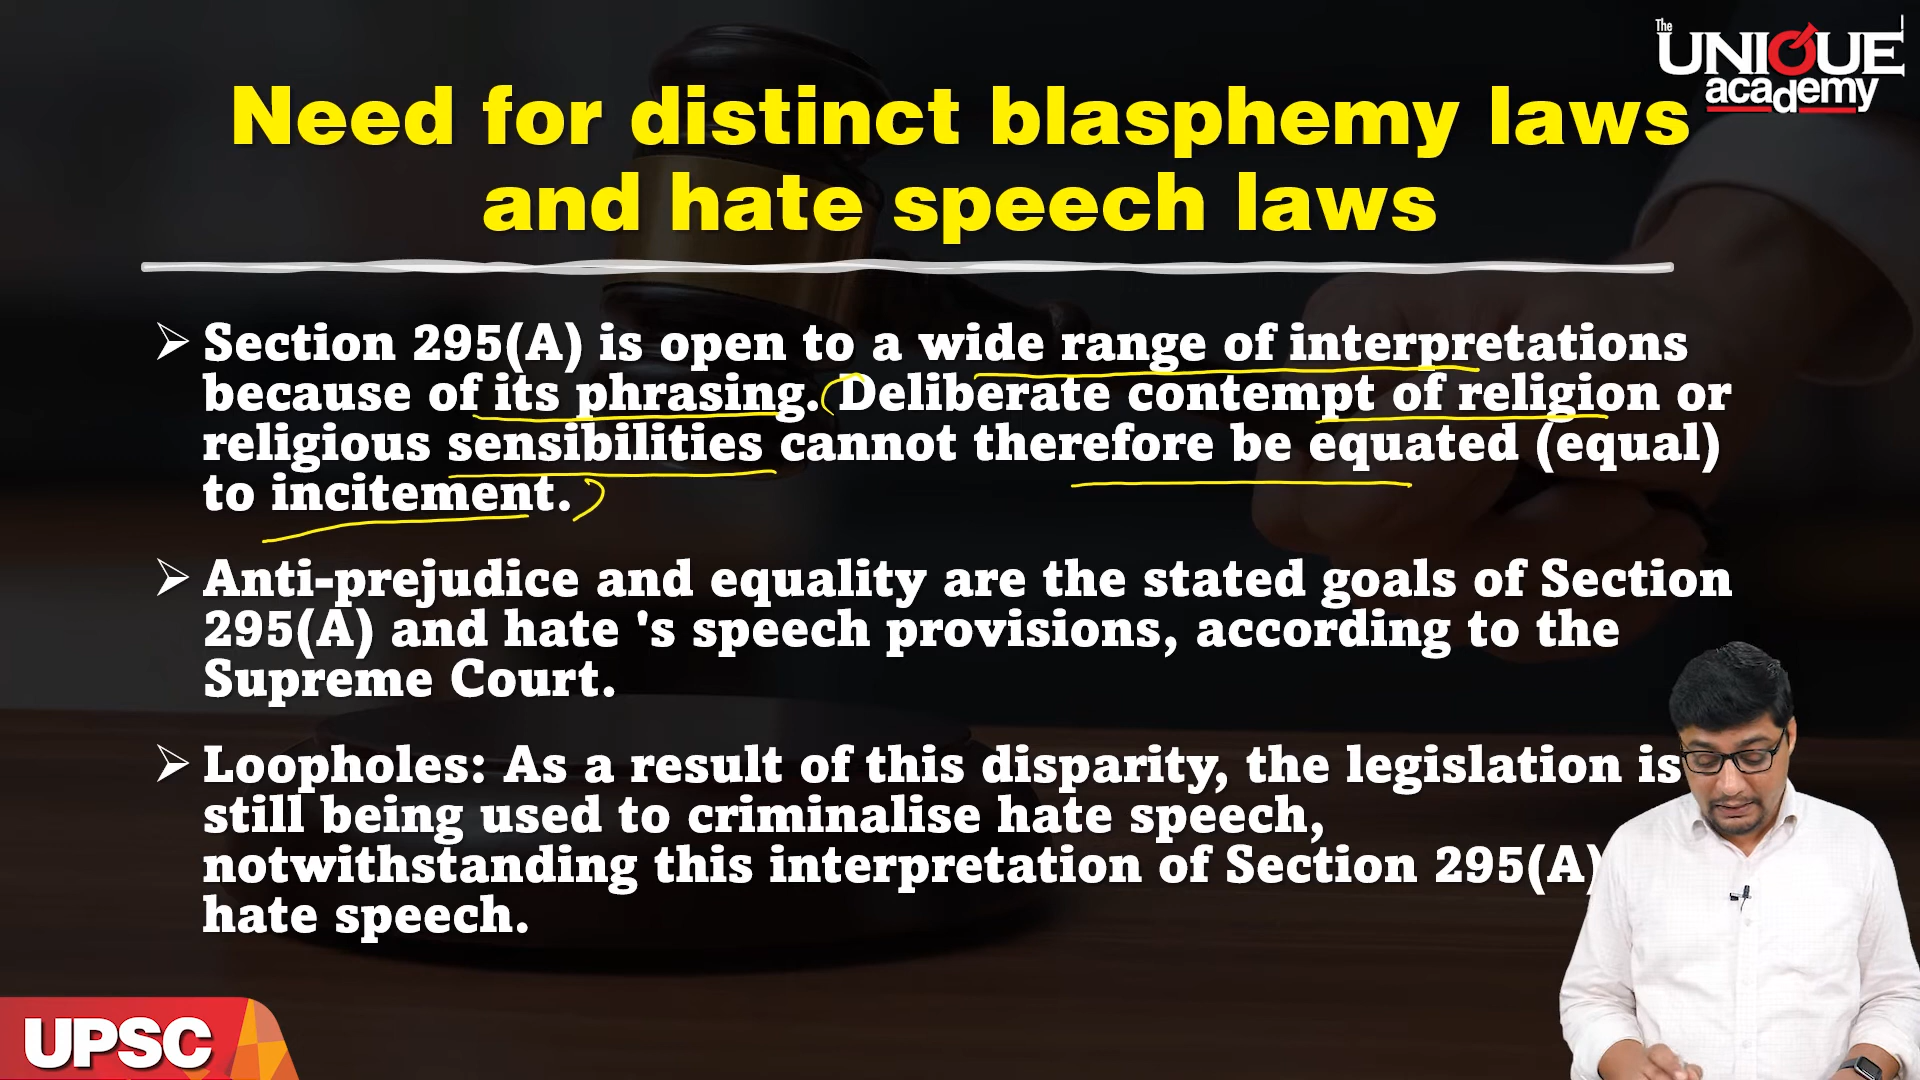 The
UNIQUE
academy
Need for distinct blasphemy laws
and hate speech laws
Section 295(A) is open to a wide range of interpretations
because of its phrasing. Deliberate contempt of religion or
religious sensibilities cannot therefore be equated (equal)
to incitement.
Anti-prejudice and equality are the stated goals of Section
295(A) and hate 's speech provisions, according to the
Supreme Court.
Loopholes: As a result of this disparity, the legislation is
still being used to criminalise hate speech,
notwithstanding this interpretation of Section 295(A)
hate speech.
UPSC